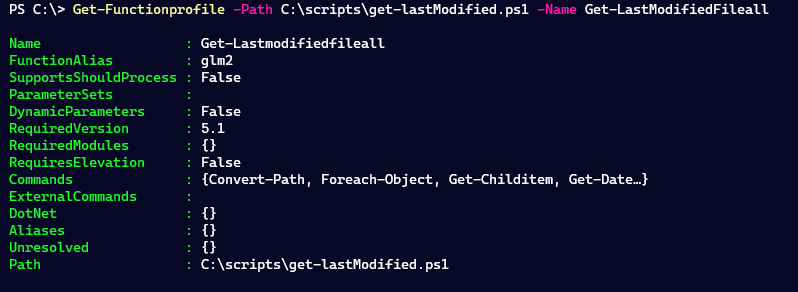 PS C:\> Get-Functionprofile -Path C:\scripts\get-lastModified.ps1 -Name Get-LastModifiedFileall
Name : Get-Lastmodifiedfileall
FunctionAlias : glm2
SupportsShouldProcess : False
ParameterSets :
DynamicParameters : False
RequiredVersion : 5.1
RequiredModules : {}
RequiresElevation : False
Commands : {Convert-Path, Foreach-Object, Get-Childitem, Get-Date…}
ExternalCommands :
DotNet : {}
Aliases : {}
Unresolved : {}
Path : C:\scripts\get-lastModified.ps1